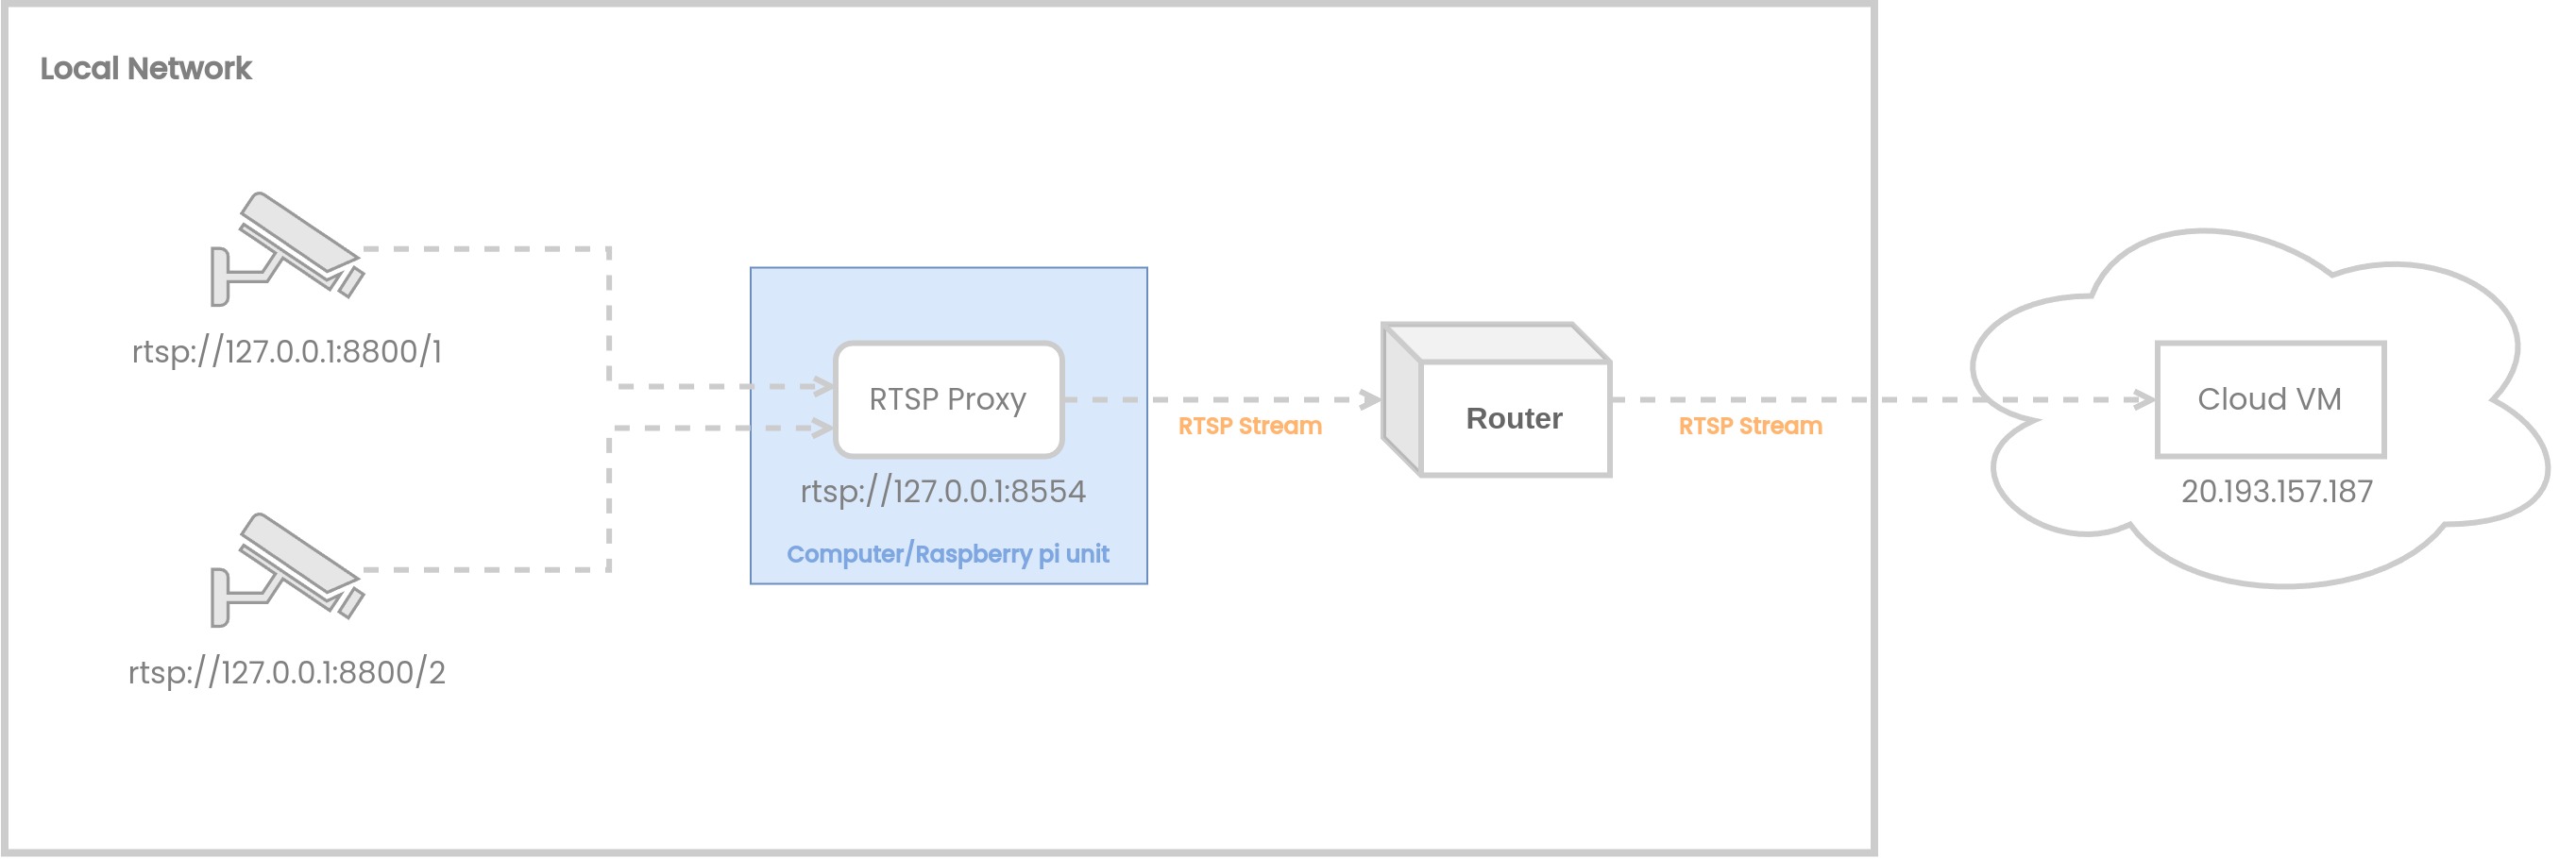 Local Network
rtsp://127.0.0.1:8800/1
RTSP Proxy
rtsp://127.0.0.1:8554
Computer/Raspberry pi unit
RTSP Stream
Router
RTSP Stream
Cloud VM
20.193.157.187
rtsp://127.0.0.1:8800/2